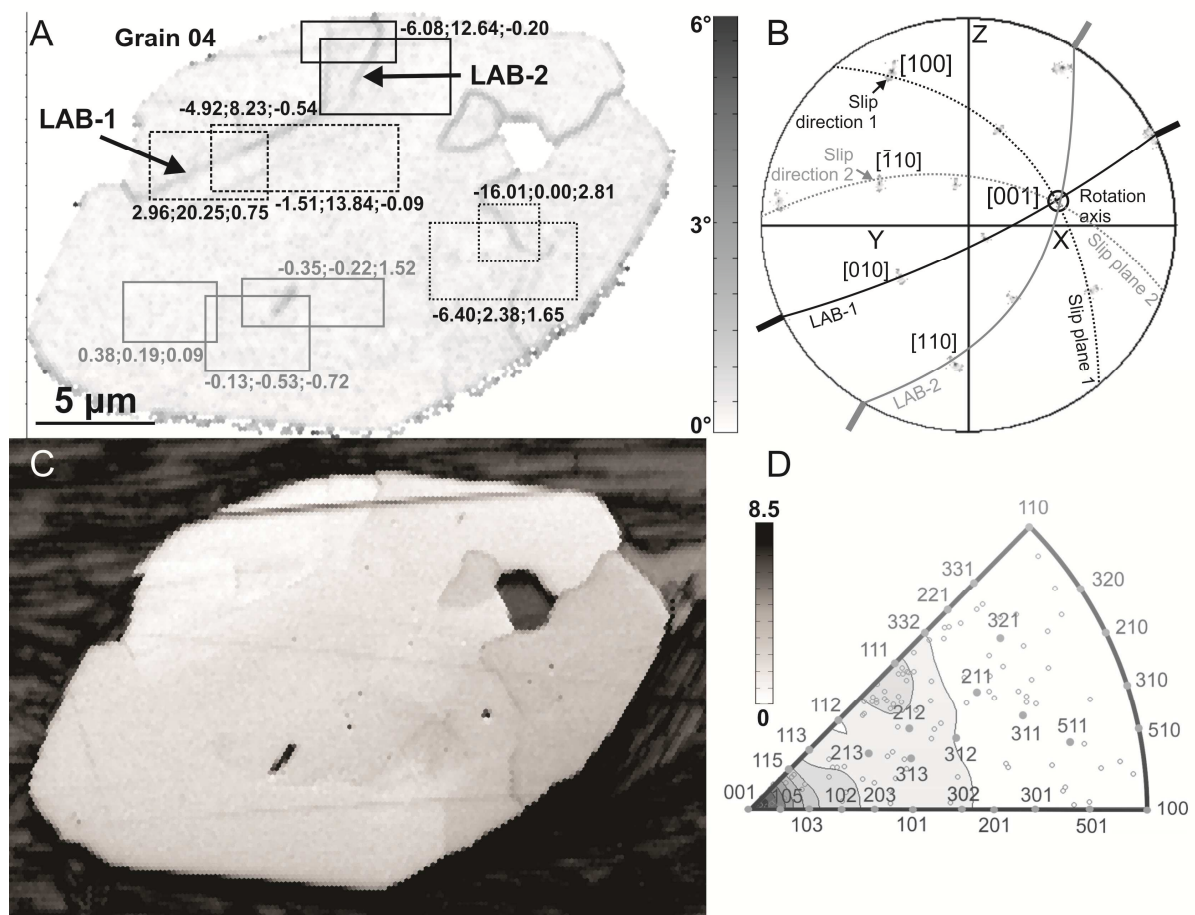 A
Grain 04
-6.08;12.64;-0.20
LAB-2
-4.92;8.23;-0.54
LAB-1
-16.01;0.00;2.81
2.96;20.25;0.75
-1.51;13.84;-0.09
-0.35;-0.22;1.52
-6.40;2.38;1.65
0.38;0.19;0.09
-0.13;-0.53;-0.72
5 µm
6°
3°
0°
B
Z
[100]
Slip
direction 1
Slip
direction 2
[1̄10]
[001]
Rotation
axis
Y
X
[010]
LAB-1
Slip plane 2
Slip plane 1
[110]
LAB-2
C
D
8.5
0
110
331
320
221
332
321
210
111
211
310
112
212
311
511
510
113
213
312
115
313
001
105
102
203
302
301
100
103
101
201
501